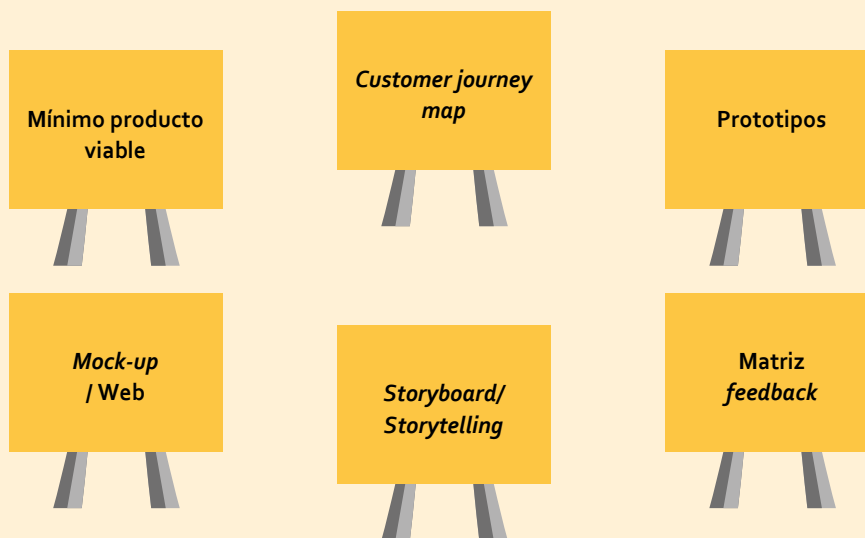 Mínimo producto
viable
Customer journey
map
Prototipos
Mock-up
/ Web
Storyboard/
Storytelling
Matriz
feedback